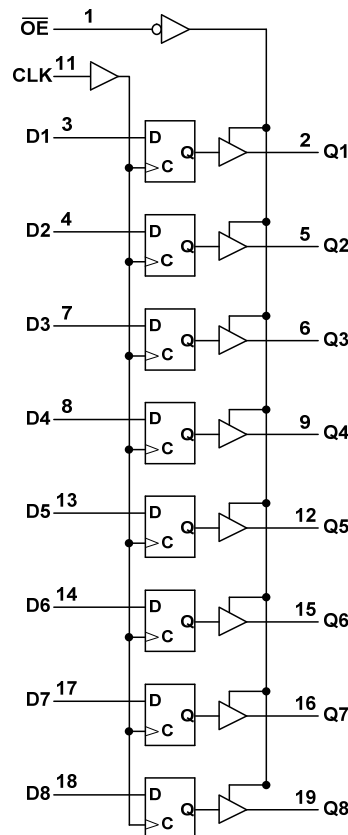 O̅E̅ 1
CLK 11
D1 3 D Q 2 Q1
C
D2 4 D Q 5 Q2
C
D3 7 D Q 6 Q3
C
D4 8 D Q 9 Q4
C
D5 13 D Q 12 Q5
C
D6 14 D Q 15 Q6
C
D7 17 D Q 16 Q7
C
D8 18 D Q 19 Q8
C